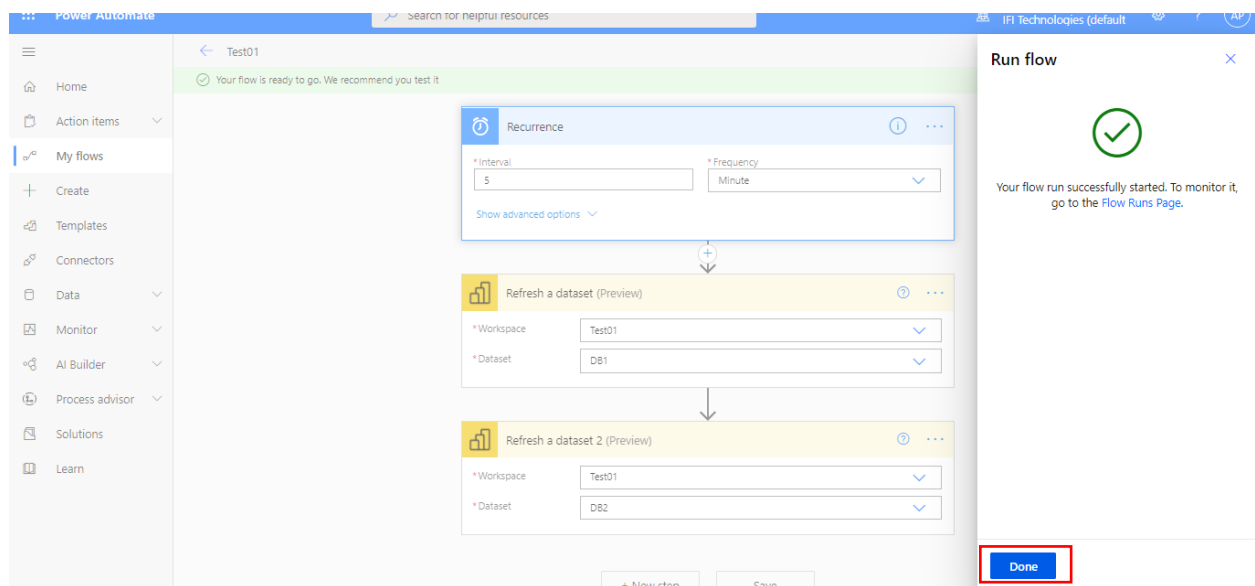 Power Automate
Search for helpful resources
IFI Technologies (default
?
AP
Test01
Your flow is ready to go. We recommend you test it
Home
Action items
My flows
Create
Templates
Connectors
Data
Monitor
AI Builder
Process advisor
Solutions
Learn
Recurrence
* Interval
* Frequency
5
Minute
Show advanced options
Refresh a dataset (Preview)
* Workspace
Test01
* Dataset
DB1
Refresh a dataset 2 (Preview)
* Workspace
Test01
* Dataset
DB2
+ New step
Save
Run flow
Your flow run successfully started. To monitor it,
go to the Flow Runs Page.
Done